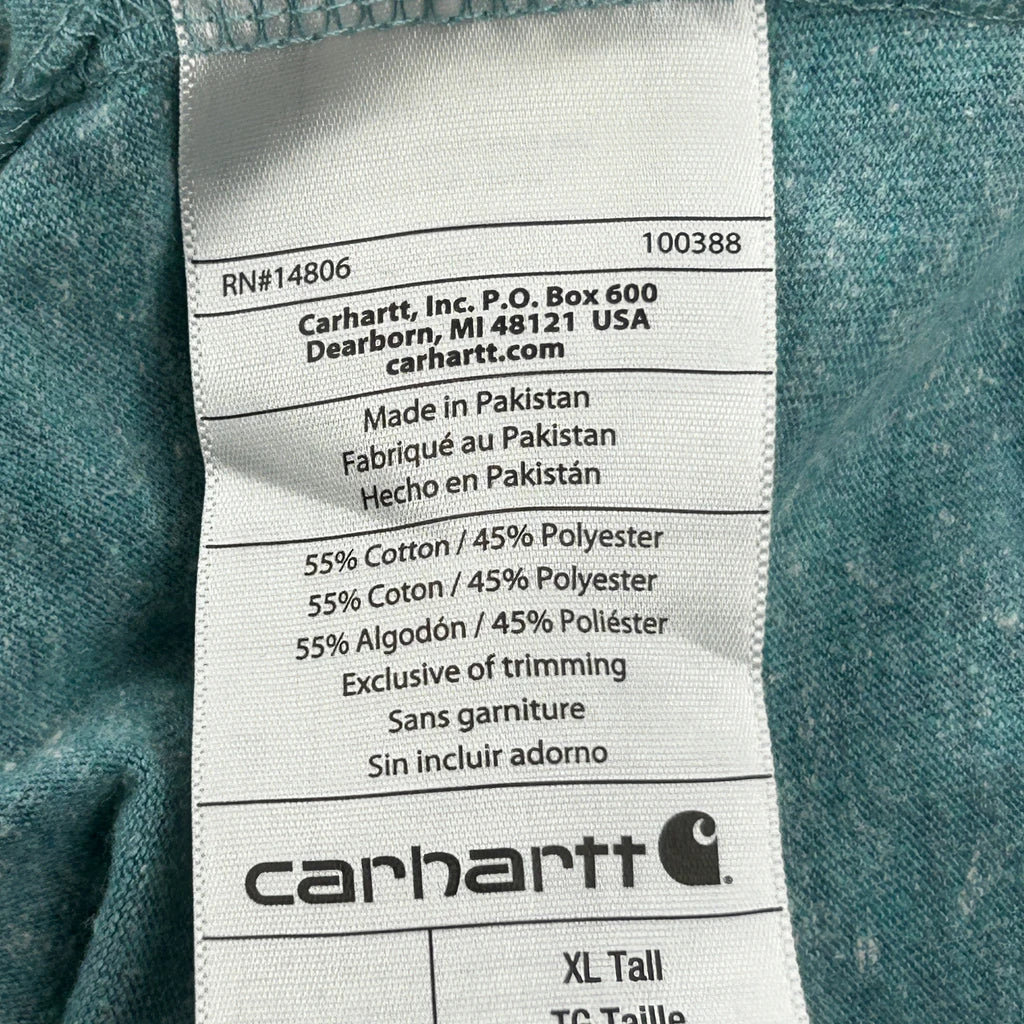 RN#14806 100388
Carhartt, Inc. P.O. Box 600
Dearborn, MI 48121 USA
carhartt.com
Made in Pakistan
Fabriqué au Pakistan
Hecho en Pakistán
55% Cotton / 45% Polyester
55% Coton / 45% Polyester
55% Algodón / 45% Poliéster
Exclusive of trimming
Sans garniture
Sin incluir adorno
carhartt
XL Tall
TG Taille